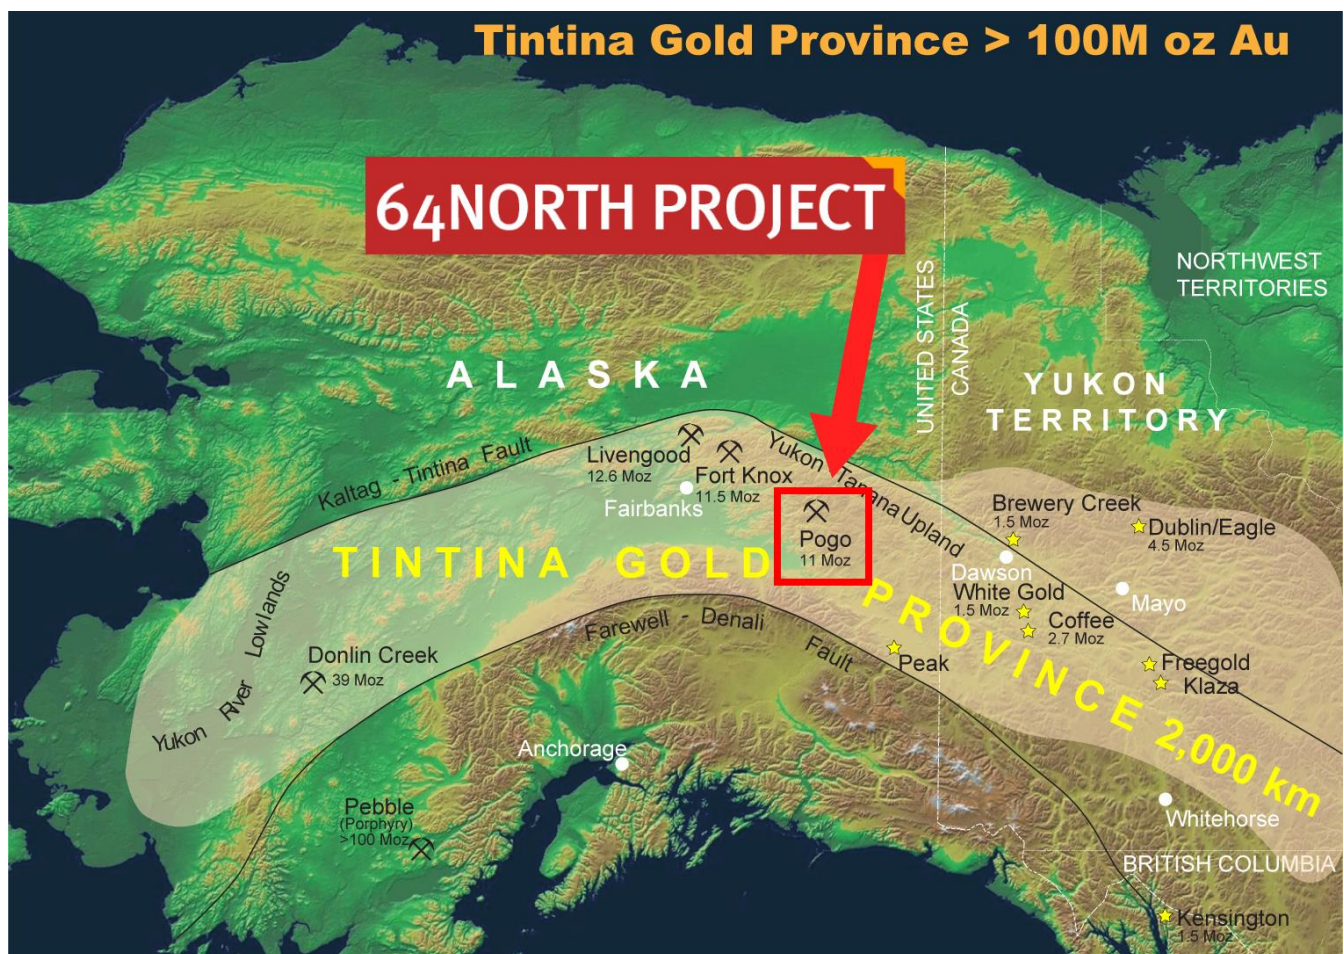 Tintina Gold Province > 100M oz Au
64NORTH PROJECT
NORTHWEST
TERRITORIES
UNITED STATES
CANADA
ALASKA
YUKON
TERRITORY
Kaltag - Tintina Fault
Livengood
12.6 Moz
Fort Knox
11.5 Moz
Fairbanks
Yukon - Tanana Upland
Pogo
11 Moz
Brewery Creek
1.5 Moz
Dublin/Eagle
4.5 Moz
Dawson
White Gold
1.5 Moz
Mayo
Coffee
2.7 Moz
TINTINA GOLD PROVINCE 2,000 km
Yukon River Lowlands
Farewell - Denali Fault
Donlin Creek
39 Moz
Peak
Freegold
Klaza
Anchorage
Pebble
(Porphyry)
>100 Moz
Whitehorse
BRITISH COLUMBIA
Kensington
1.5 Moz